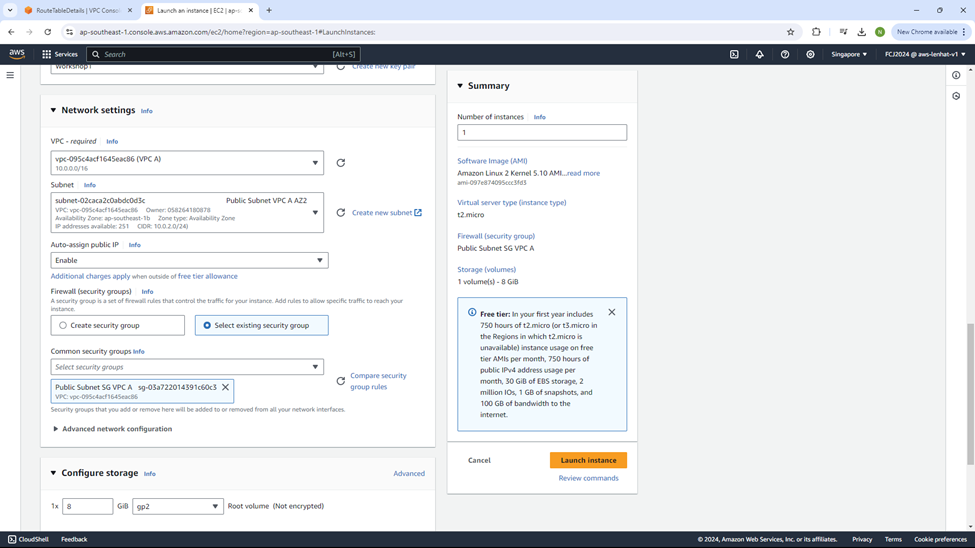 RouteTableDetails | VPC Consol
Launch an instance | EC2 | ap-s
ap-southeast-1.console.aws.amazon.com/ec2/home?region=ap-southeast-1#LaunchInstances:
N
New Chrome available
aws
Services
Search
[Alt+S]
Singapore
FCJ2024 @ aws-lenhat-v1
Workshop1
Create new key pair
Network settings Info
VPC - required Info
vpc-095c4acf1645eac86 (VPC A)
10.0.0.0/16
Subnet Info
subnet-02caca2c0abdc0d3c Public Subnet VPC A AZ2
VPC: vpc-095c4acf1645eac86 Owner: 058264180878
Availability Zone: ap-southeast-1b Zone type: Availability Zone
IP addresses available: 251 CIDR: 10.0.2.0/24)
Create new subnet
Auto-assign public IP Info
Enable
Additional charges apply when outside of free tier allowance
Firewall (security groups) Info
A security group is a set of firewall rules that control the traffic for your instance. Add rules to allow specific traffic to reach your
instance.
Create security group
Select existing security group
Common security groups Info
Select security groups
Public Subnet SG VPC A sg-03a722014391c60c3
VPC: vpc-095c4acf1645eac86
Compare security
group rules
Security groups that you add or remove here will be added to or removed from all your network interfaces.
Advanced network configuration
Configure storage Info
Advanced
1x 8 GiB gp2 Root volume (Not encrypted)
Summary
Number of instances Info
1
Software Image (AMI)
Amazon Linux 2 Kernel 5.10 AMI...read more
ami-097e874095ccc3fd3
Virtual server type (instance type)
t2.micro
Firewall (security group)
Public Subnet SG VPC A
Storage (volumes)
1 volume(s) - 8 GiB
Free tier: In your first year includes
750 hours of t2.micro (or t3.micro in
the Regions in which t2.micro is
unavailable) instance usage on free
tier AMIs per month, 750 hours of
public IPv4 address usage per
month, 30 GiB of EBS storage, 2
million IOs, 1 GB of snapshots, and
100 GB of bandwidth to the
internet.
Cancel
Launch instance
Review commands
CloudShell
Feedback
© 2024, Amazon Web Services, Inc. or its affiliates.
Privacy
Terms
Cookie preferences